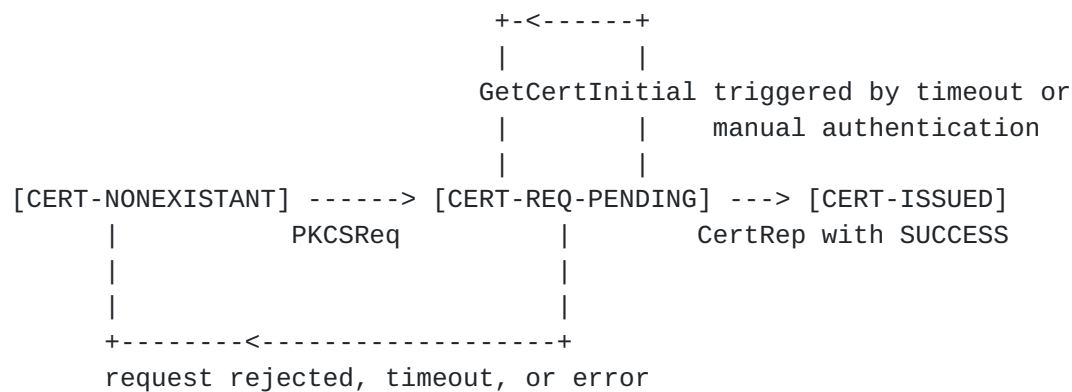 +-<------+
| |
GetCertInitial triggered by timeout or
| | manual authentication
| |
[CERT-NONEXISTANT] ------> [CERT-REQ-PENDING] ---> [CERT-ISSUED]
| PKCSReq | CertRep with SUCCESS
| |
| |
+--------<-------------------+
request rejected, timeout, or error